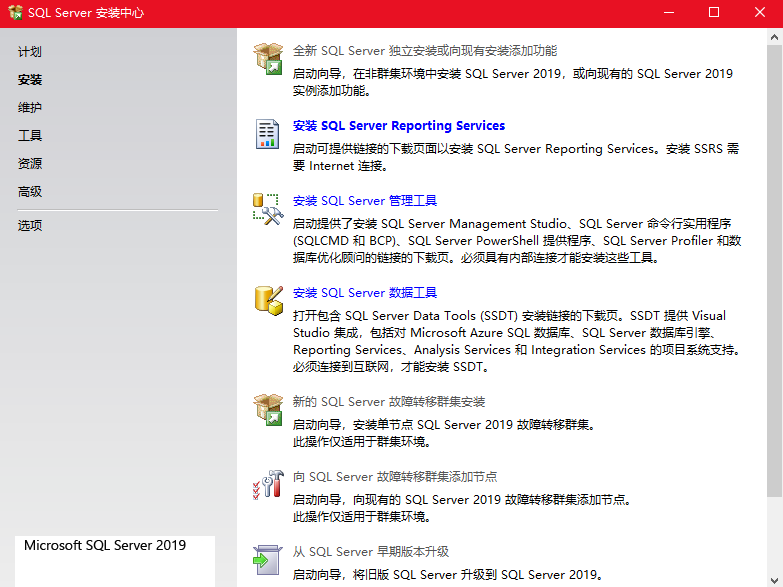 SQL Server 安装中心
计划
安装
维护
工具
资源
高级
选项
Microsoft SQL Server 2019
全新 SQL Server 独立安装或向现有安装添加功能
启动向导，在非群集环境中安装 SQL Server 2019，或向现有的 SQL Server 2019
实例添加功能。
安装 SQL Server Reporting Services
启动可提供链接的下载页面以安装 SQL Server Reporting Services。安装 SSRS 需
要 Internet 连接。
安装 SQL Server 管理工具
启动提供了安装 SQL Server Management Studio、SQL Server 命令行实用程序
(SQLCMD 和 BCP)、SQL Server PowerShell 提供程序、SQL Server Profiler 和数
据库优化顾问的链接的下载页。必须具有内部连接才能安装这些工具。
安装 SQL Server 数据工具
打开包含 SQL Server Data Tools (SSDT) 安装链接的下载页。SSDT 提供 Visual
Studio 集成，包括对 Microsoft Azure SQL 数据库、SQL Server 数据库引擎、
Reporting Services、Analysis Services 和 Integration Services 的项目系统支持。
必须连接到互联网，才能安装 SSDT。
新的 SQL Server 故障转移群集安装
启动向导，安装单节点 SQL Server 2019 故障转移群集。
此操作仅适用于群集环境。
向 SQL Server 故障转移群集添加节点
启动向导，向现有的 SQL Server 2019 故障转移群集添加节点。
此操作仅适用于群集环境。
从 SQL Server 早期版本升级
启动向导，将旧版 SQL Server 升级到 SQL Server 2019。